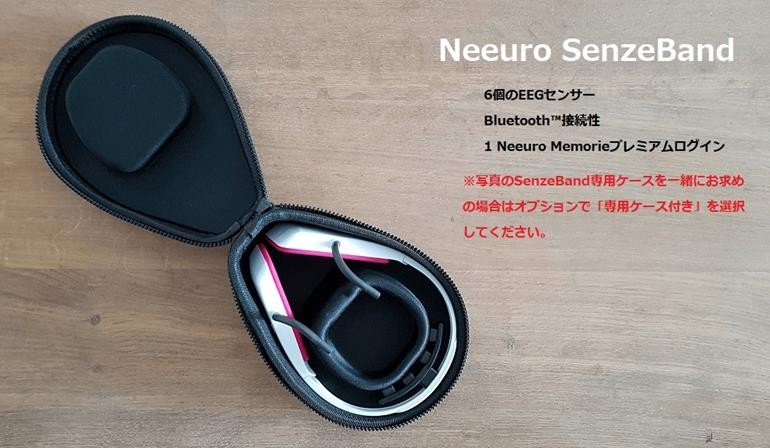 Neeuro SenzeBand
6個のEEGセンサー
Bluetooth™接続性
1 Neeuro Memorieプレミアムログイン
※写真のSenzeBand専用ケースを一緒にお求め
の場合はオプションで「専用ケース付き」を選択
してください。